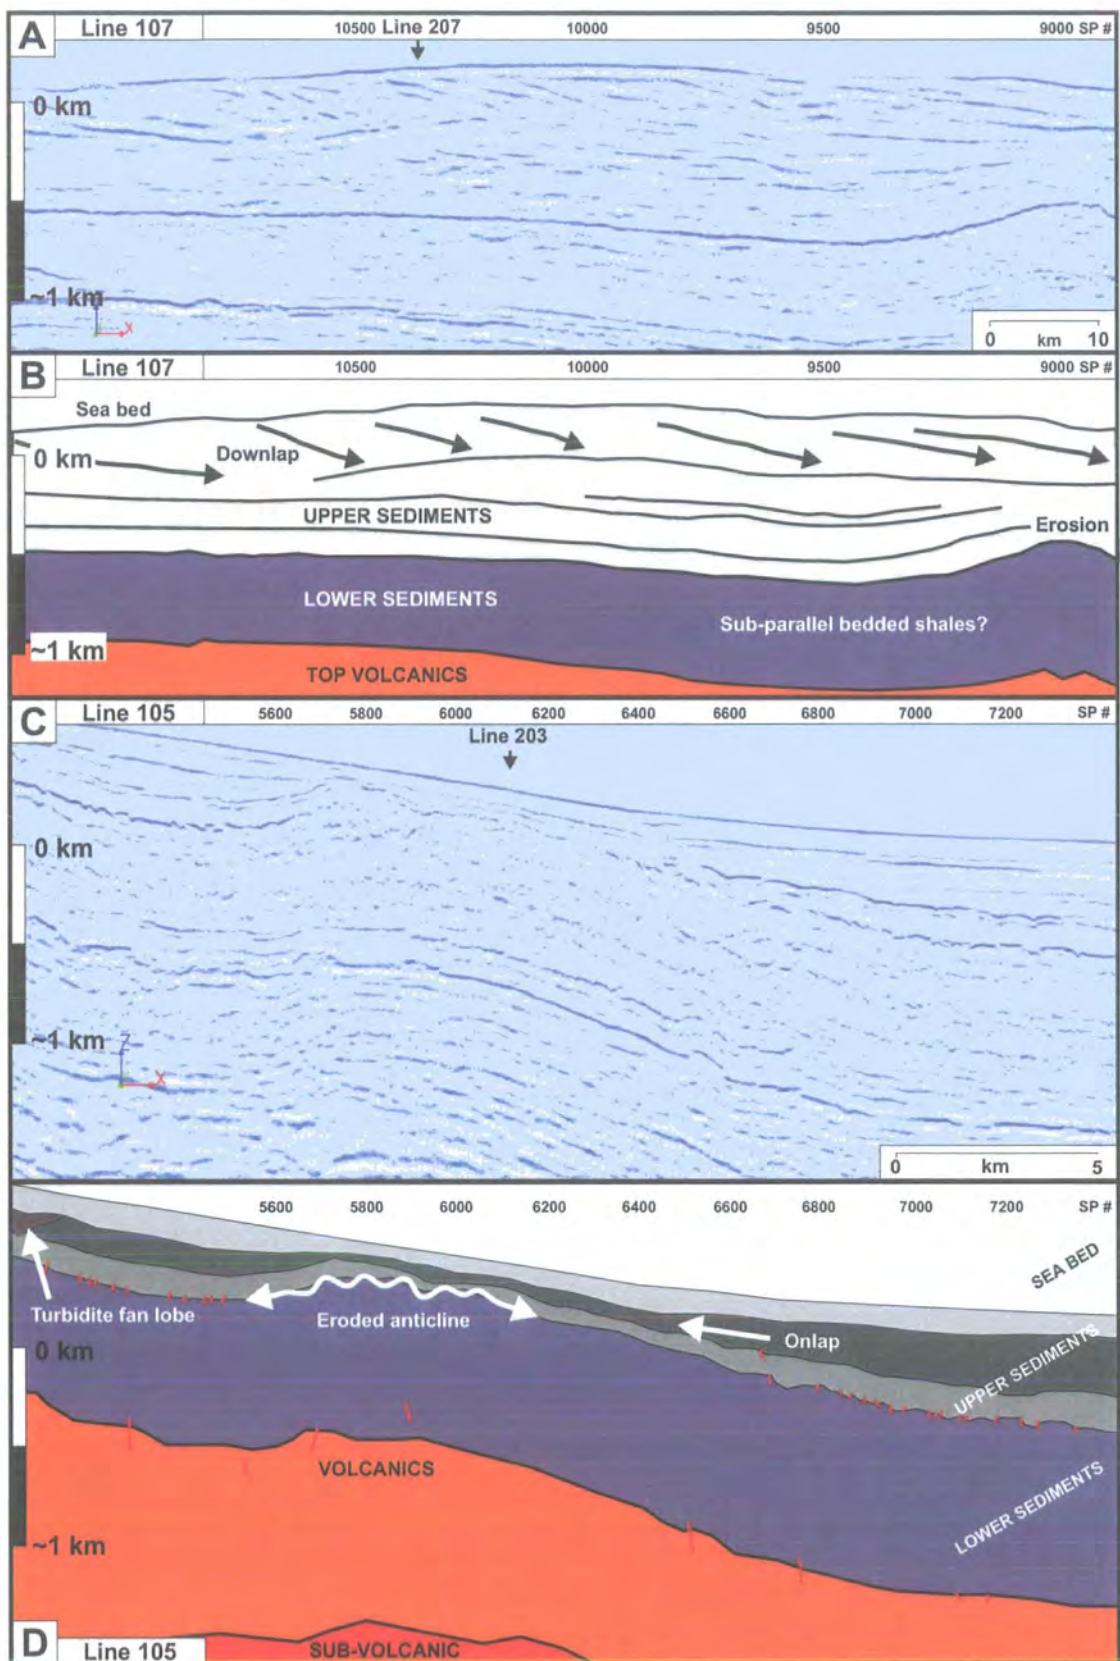 A Line 107 10500 Line 207 10000 9500 9000 SP #
0 km
~1 km
X
0 km 10
B Line 107 10500 10000 9500 9000 SP #
Sea bed
Downlap
0 km
UPPER SEDIMENTS
Erosion
LOWER SEDIMENTS
Sub-parallel bedded shales?
~1 km
TOP VOLCANICS
C Line 105 5600 5800 6000 6200 6400 6600 6800 7000 7200 SP #
Line 203
0 km
~1 km
Z
X
0 km 5
5600 5800 6000 6200 6400 6600 6800 7000 7200 SP #
SEA BED
Turbidite fan lobe
Eroded anticline
Onlap
0 km
UPPER SEDIMENTS
VOLCANICS
LOWER SEDIMENTS
~1 km
D Line 105
SUB-VOLCANIC